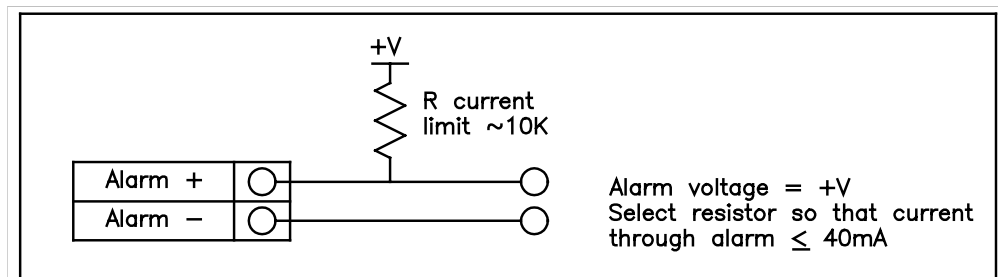 +V
R current
limit ~10K
Alarm +
Alarm −
Alarm voltage = +V
Select resistor so that current
through alarm ≤ 40mA